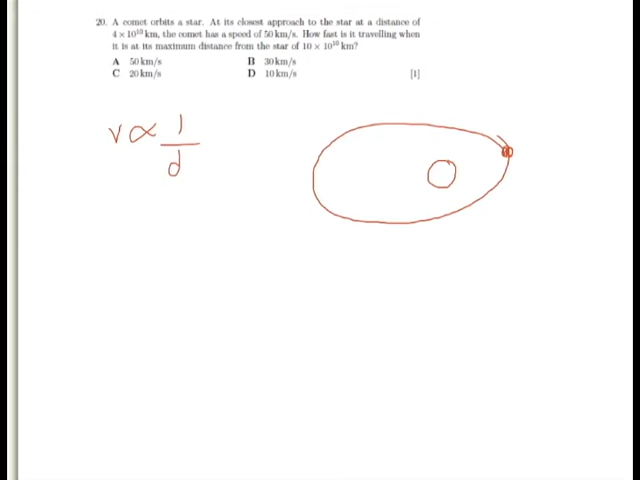 20. A comet orbits a star. At its closest approach to the star at a distance of
4 × 10¹⁰ km, the comet has a speed of 50 km/s. How fast is it travelling when
it is at its maximum distance from the star of 10 × 10¹⁰ km?
A 50 km/s B 30 km/s
C 20 km/s D 10 km/s [1]
v ∝ 1/d